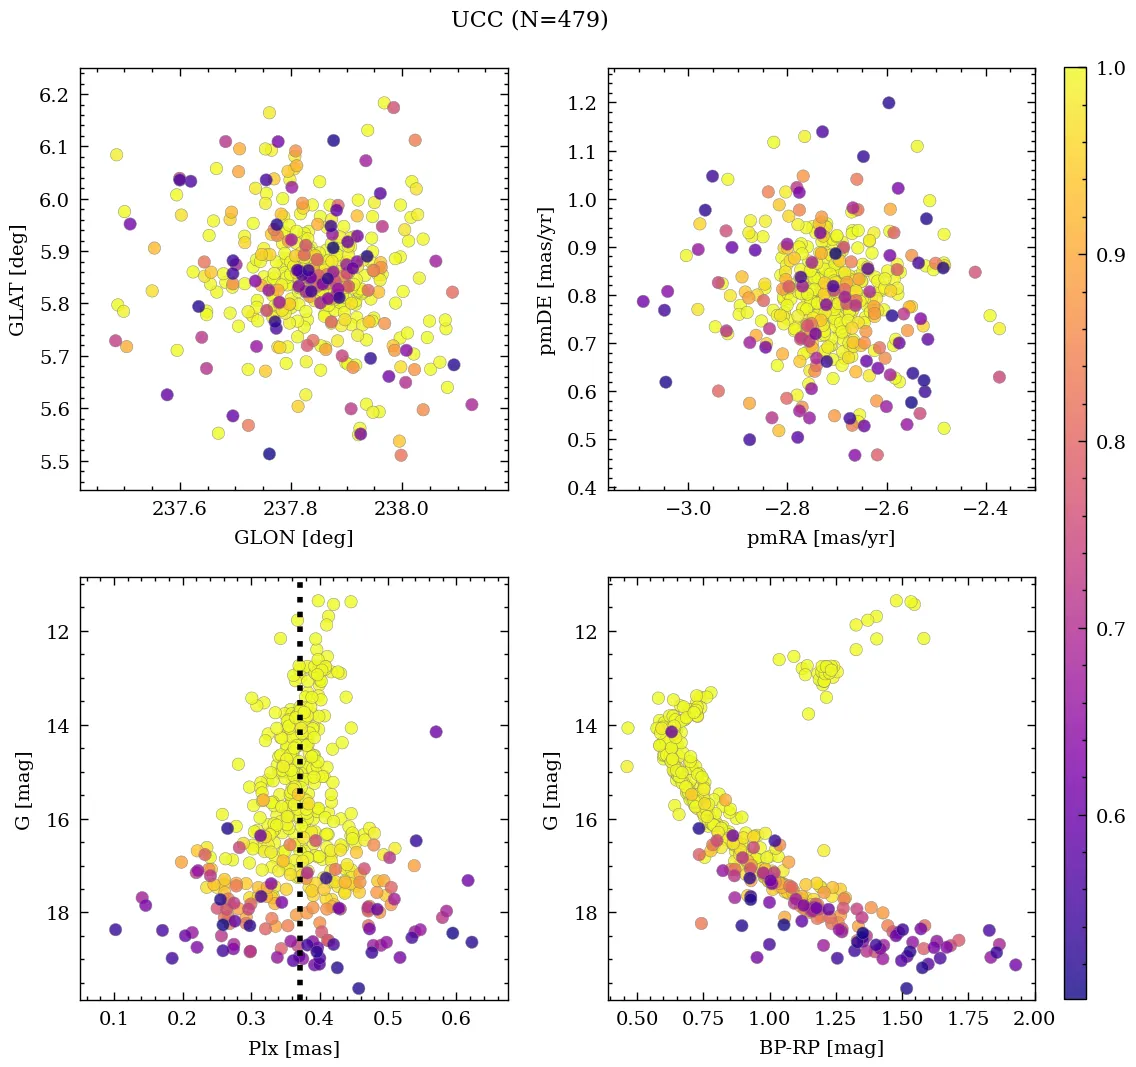 UCC (N=479)
6.2
6.1
6.0
5.9
5.8
5.7
5.6
5.5
GLAT [deg]
237.6 237.8 238.0
GLON [deg]
1.2
1.1
1.0
0.9
0.8
0.7
0.6
0.5
0.4
pmDE [mas/yr]
−3.0 −2.8 −2.6 −2.4
pmRA [mas/yr]
12
14
16
18
G [mag]
0.1 0.2 0.3 0.4 0.5 0.6
Plx [mas]
12
14
16
18
G [mag]
0.50 0.75 1.00 1.25 1.50 1.75 2.00
BP-RP [mag]
1.0
0.9
0.8
0.7
0.6